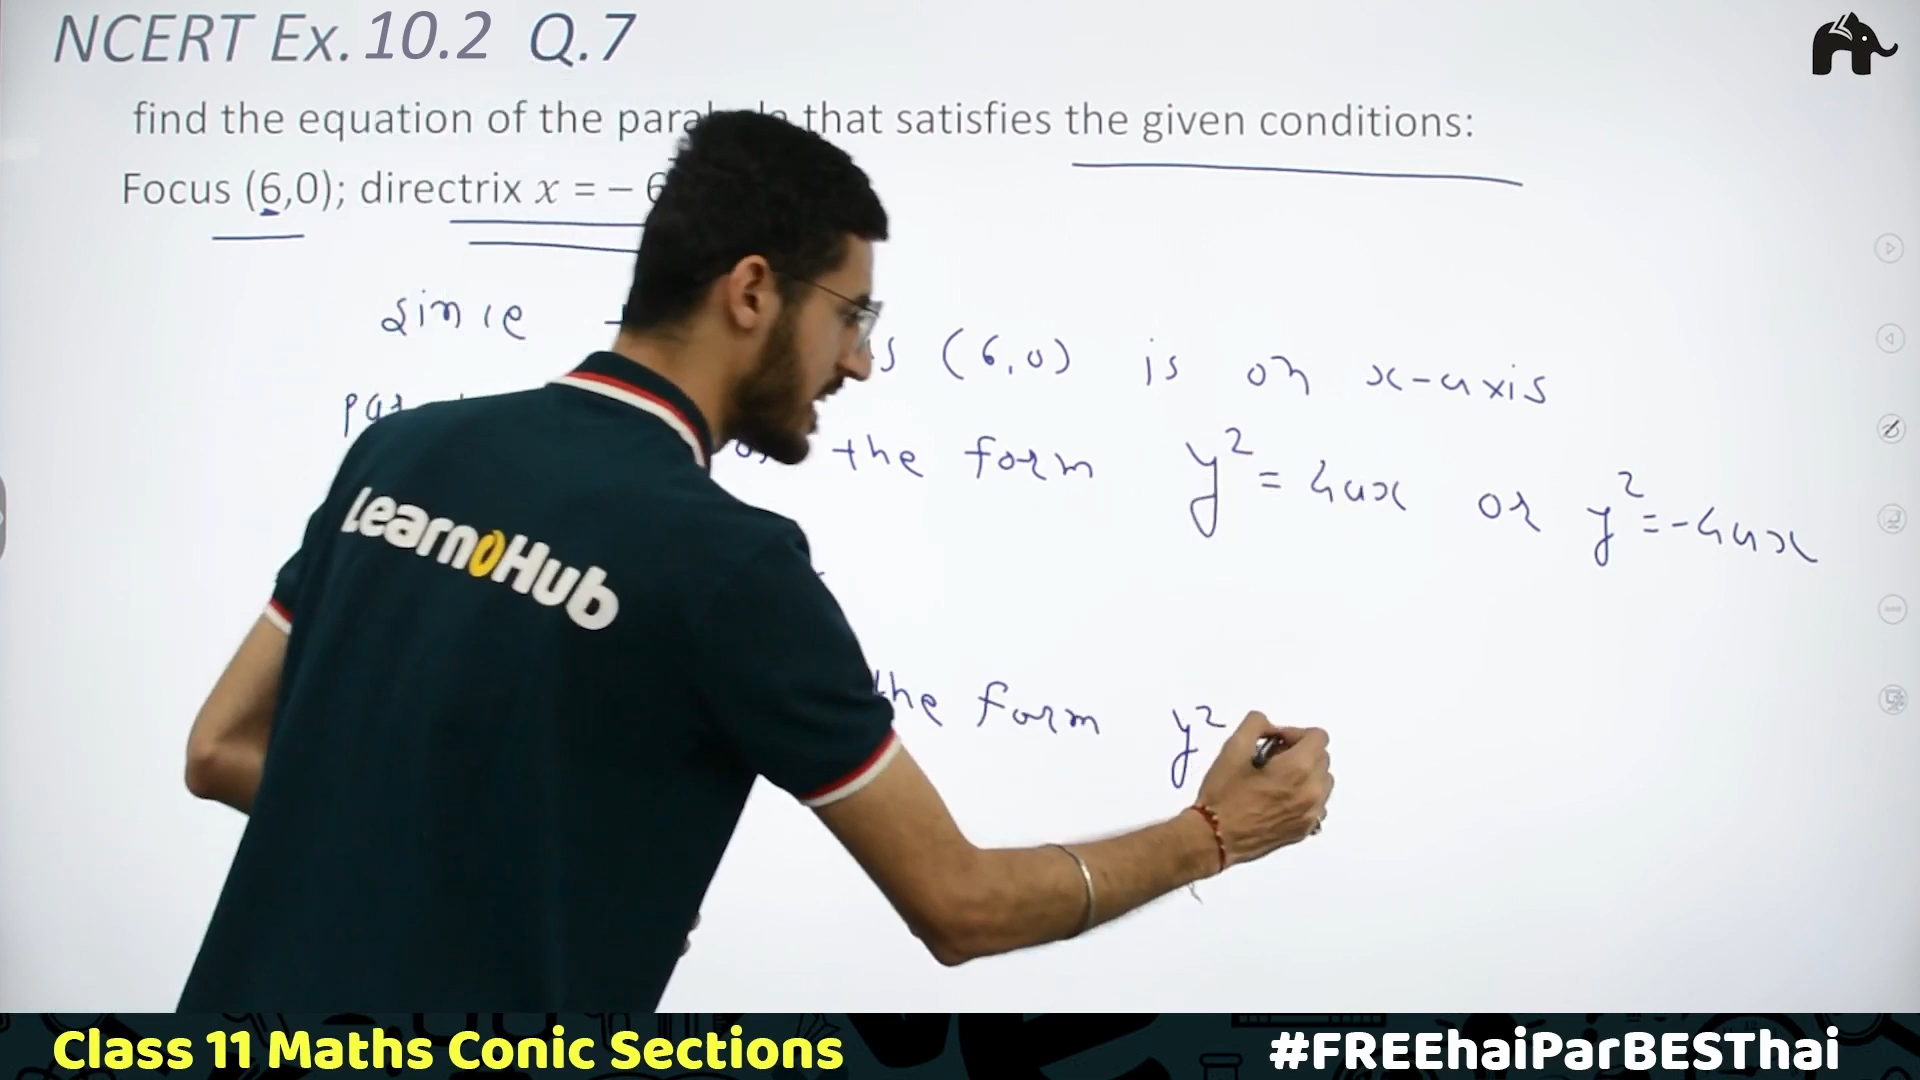 NCERT Ex. 10.2 Q.7
find the equation of the that satisfies the given conditions:
Focus (6,0); directrix x = – 6
since (6,0) is on x-axis
the form y² = 4ax or y² = -4ax
the form y²
LearnoHub
Class 11 Maths Conic Sections
#FREEhaiParBESThai